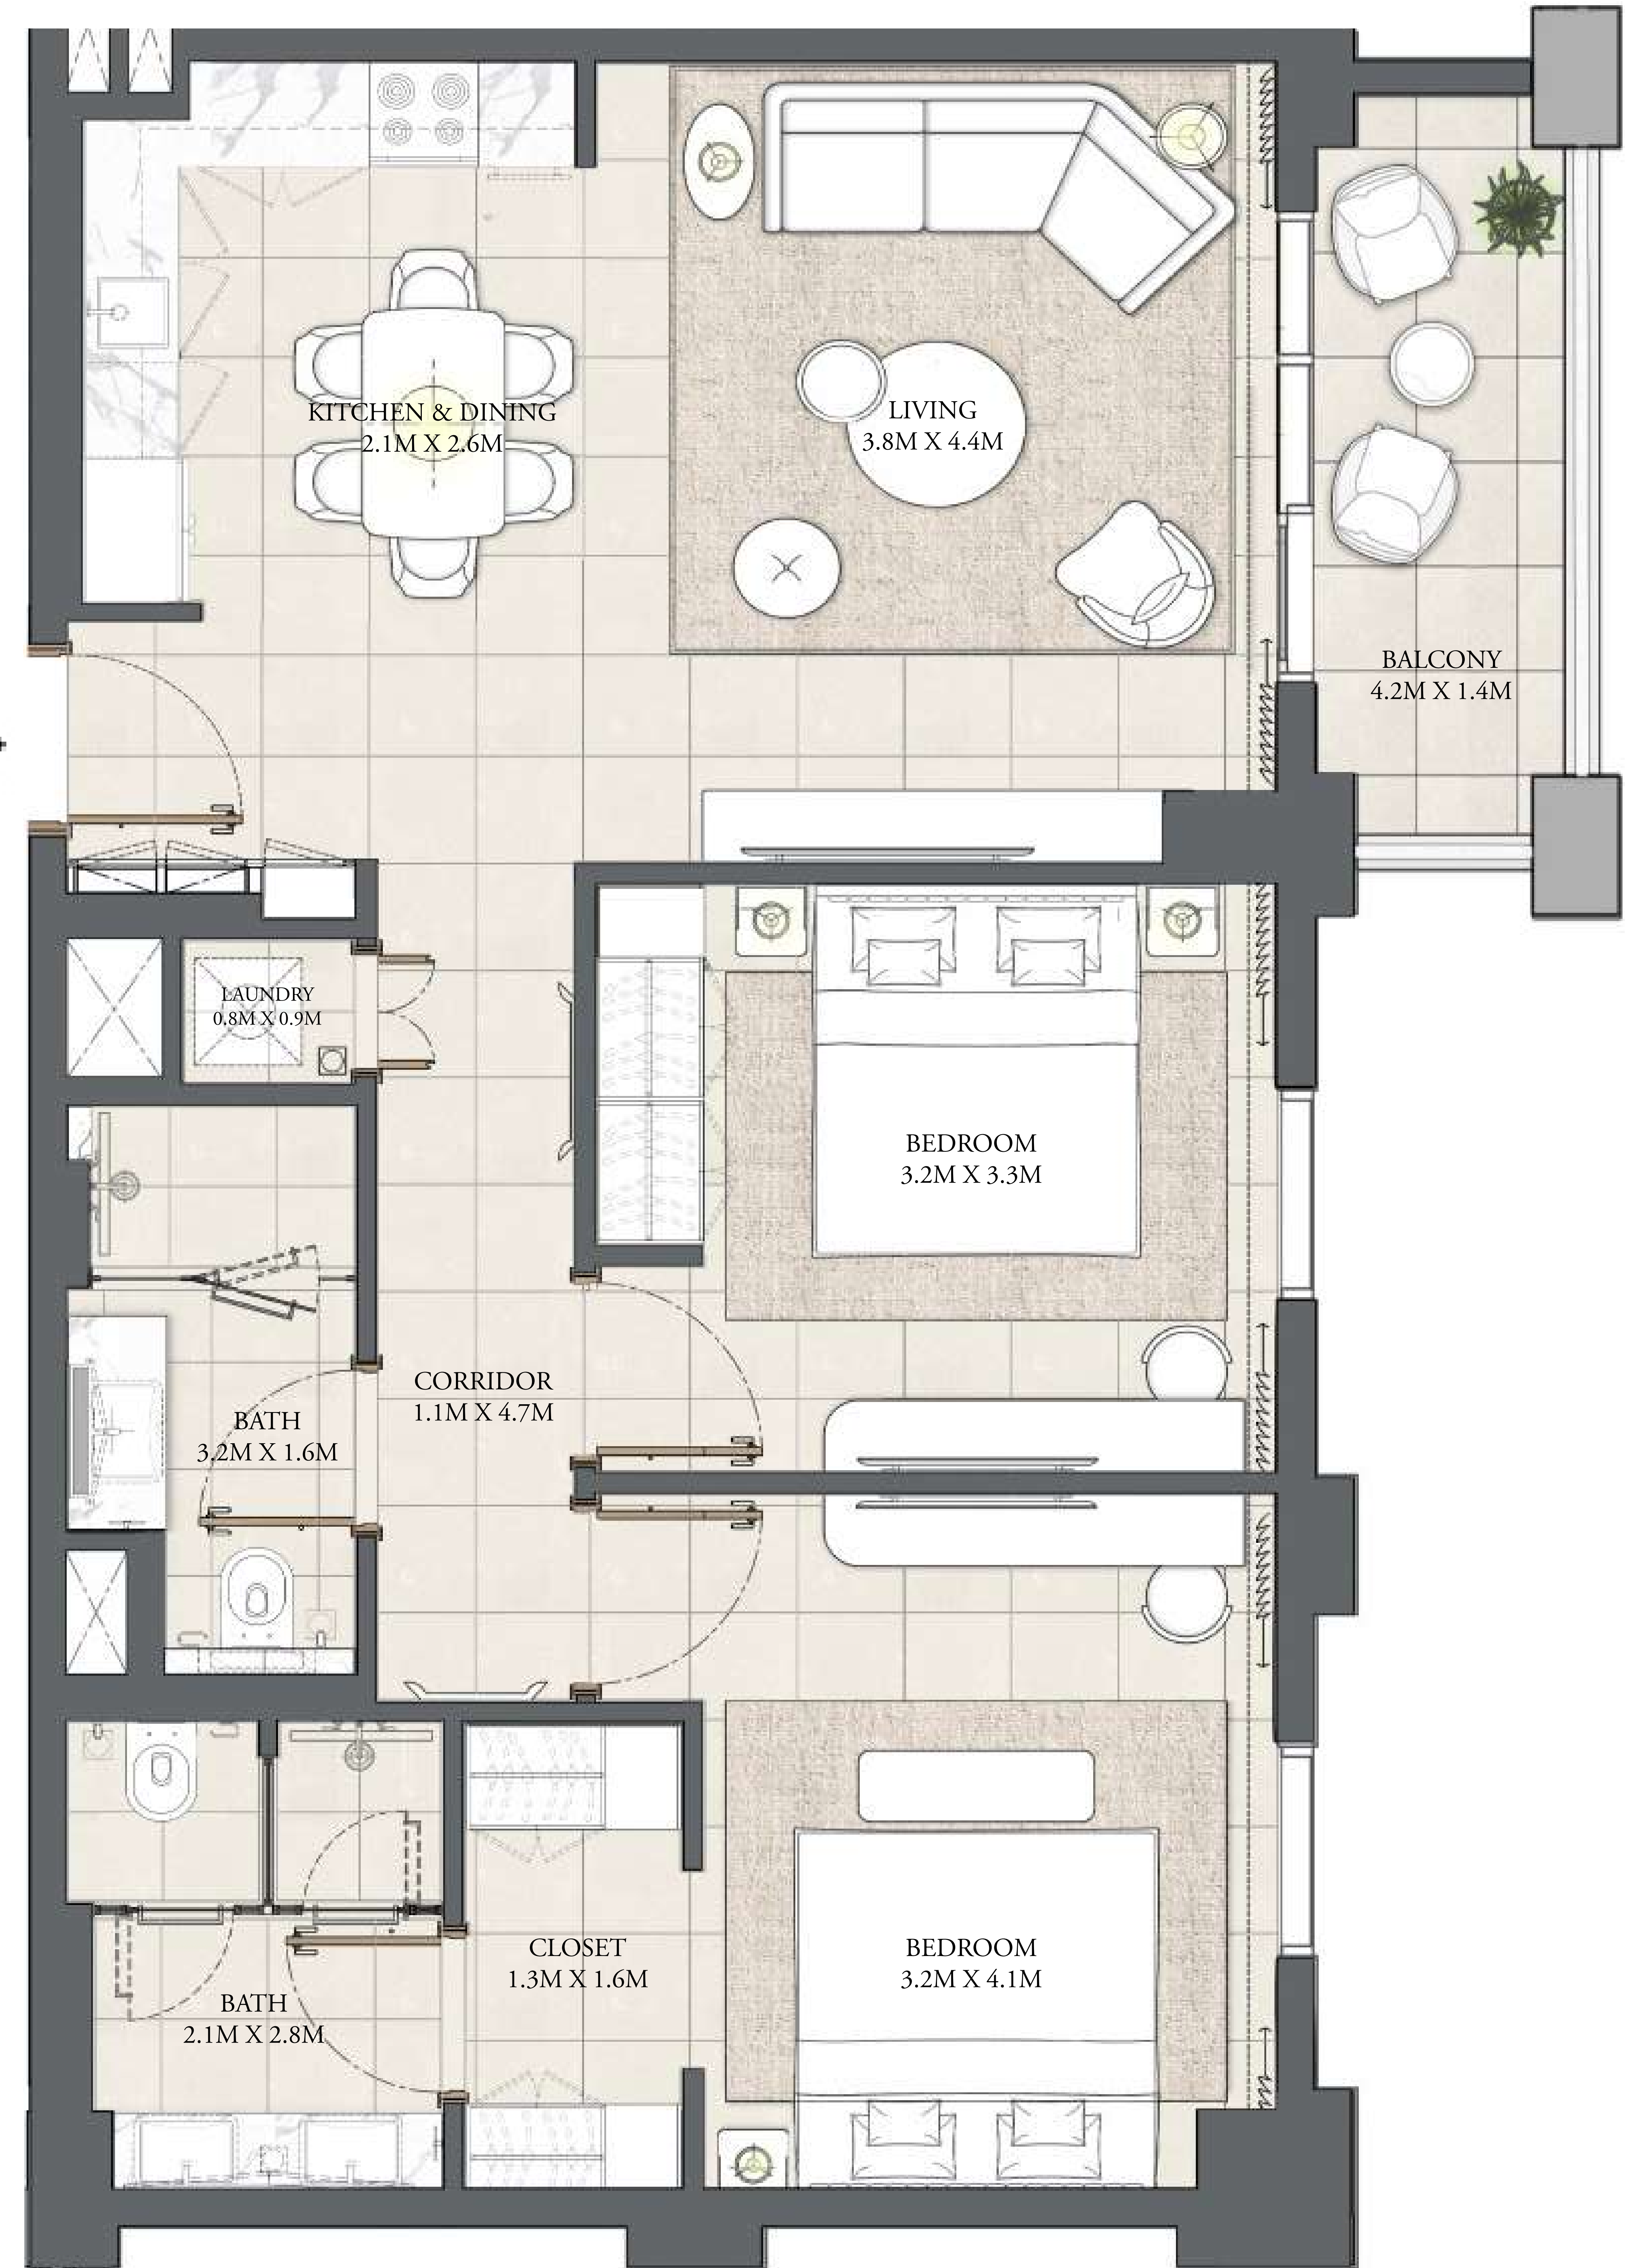 KITCHEN & DINING
2.1M X 2.6M
LIVING
3.8M X 4.4M
BALCONY
4.2M X 1.4M
LAUNDRY
0.8M X 0.9M
BEDROOM
3.2M X 3.3M
CORRIDOR
1.1M X 4.7M
BATH
3.2M X 1.6M
CLOSET
1.3M X 1.6M
BEDROOM
3.2M X 4.1M
BATH
2.1M X 2.8M